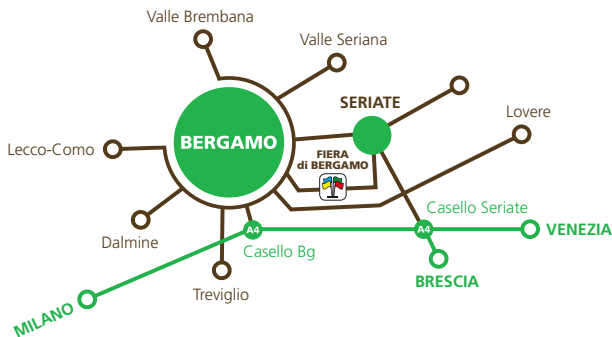 Valle Brembana
Valle Seriana
SERIATE
Lovere
BERGAMO
Lecco-Como
FIERA
di BERGAMO
Casello Seriate
Dalmine
A4
A4
VENEZIA
Casello Bg
BRESCIA
Treviglio
MILANO